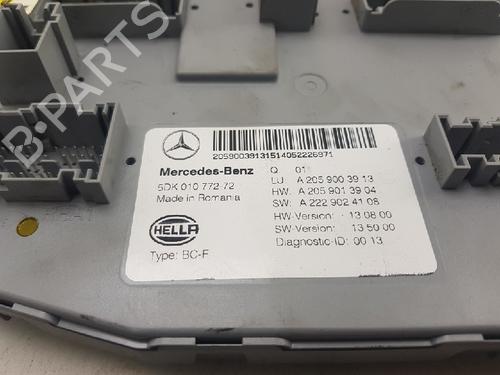 B-PARTS
20590039131514052226971
Mercedes-Benz
Q 01
5DK 010 772-72
LU: A 205 900 39 13
Made in Romania
HW: A 205 901 39 04
SW: A 222 902 41 08
HELLA
HW-Version: 13 08 00
SW-Version: 13 50 00
Type: BC-F
Diagnostic-ID: 00 13